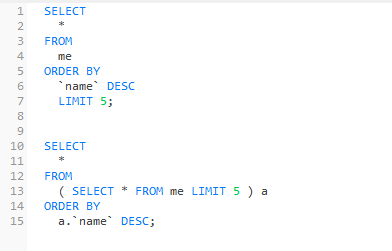 1 SELECT
2 *
3 FROM
4 me
5 ORDER BY
6 `name` DESC
7 LIMIT 5;
8
9
10 SELECT
11 *
12 FROM
13 ( SELECT * FROM me LIMIT 5 ) a
14 ORDER BY
15 a.`name` DESC;